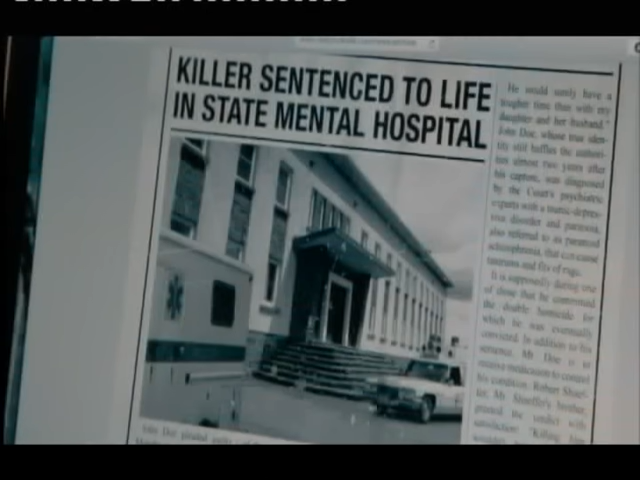 KILLER SENTENCED TO LIFE
IN STATE MENTAL HOSPITAL
He would surely have a
tougher time than with my
daughter and her husband."
John Doe, whose true iden-
tity still baffles the authori-
ties almost two years after
his capture, was diagnosed
by the Court's psychiatric
experts with a manic-depres-
sive disorder and paranoia,
also referred to as paranoid
schizophrenia, that can cause
tantrums and fits of rage.
It is supposedly during one
of those that he committed
the double homicide for
which he was eventually
convicted. In addition to his
sentence, Mr Doe is to
receive medication to control
his condition. Robert
Mr brother,
greeted the verdict with
satisfaction: "Killing him
John Doe